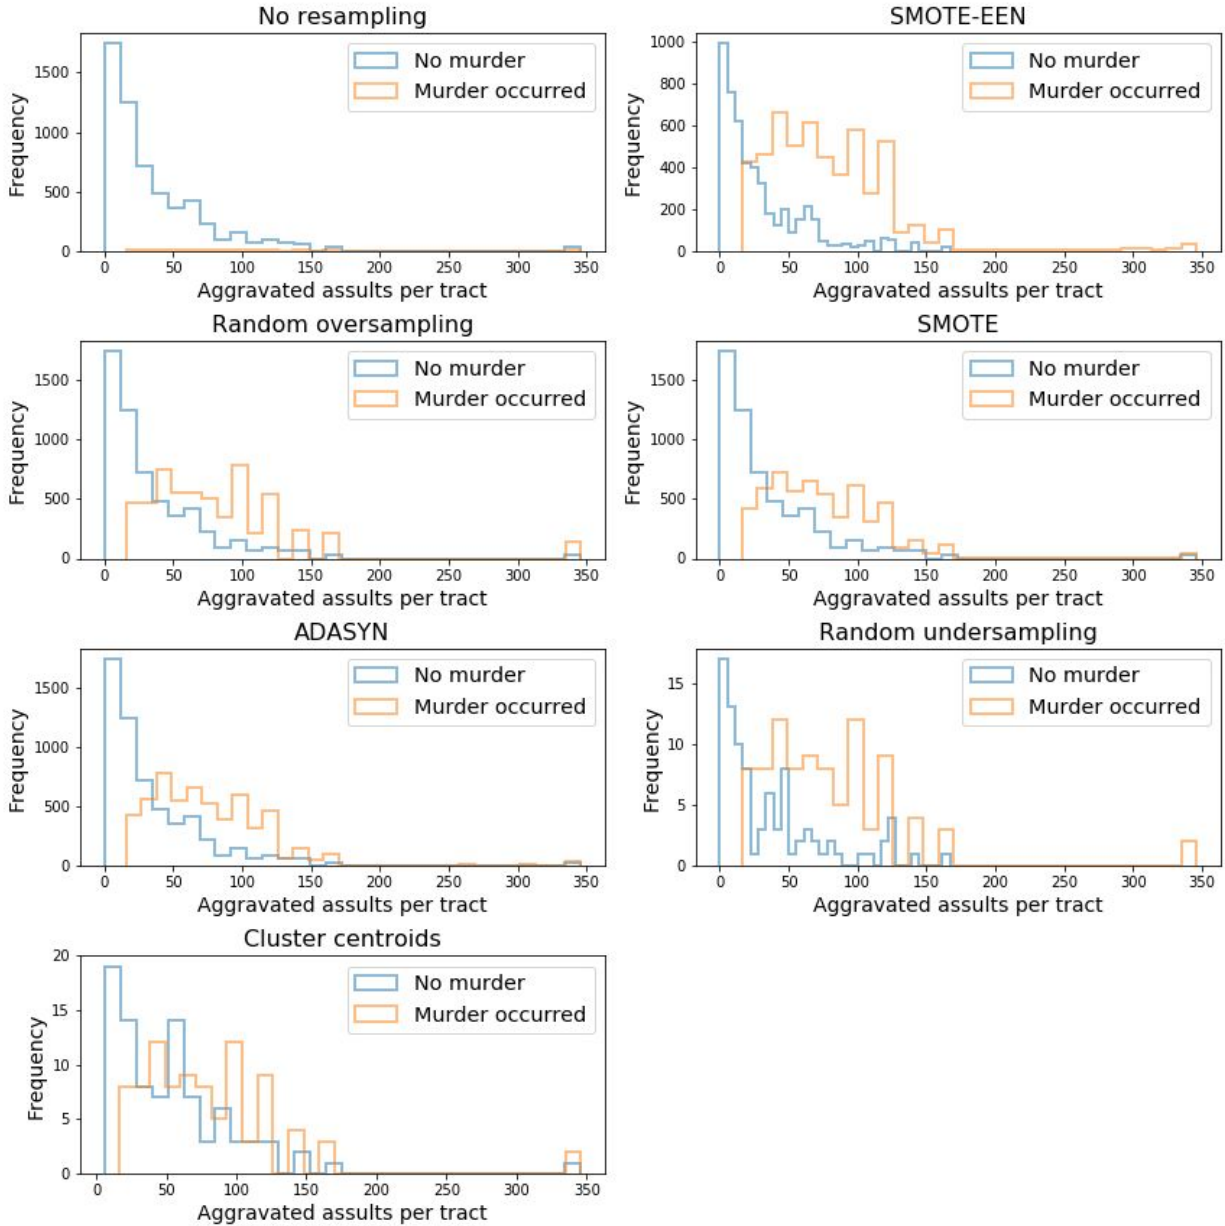 No resampling
1500
1000
500
0
Frequency
No murder
Murder occurred
0 50 100 150 200 250 300 350
Aggravated assults per tract
SMOTE-EEN
1000
800
600
400
200
0
Frequency
No murder
Murder occurred
0 50 100 150 200 250 300 350
Aggravated assults per tract
Random oversampling
1500
1000
500
0
Frequency
No murder
Murder occurred
0 50 100 150 200 250 300 350
Aggravated assults per tract
SMOTE
1500
1000
500
0
Frequency
No murder
Murder occurred
0 50 100 150 200 250 300 350
Aggravated assults per tract
ADASYN
1500
1000
500
0
Frequency
No murder
Murder occurred
0 50 100 150 200 250 300 350
Aggravated assults per tract
Random undersampling
15
10
5
0
Frequency
No murder
Murder occurred
0 50 100 150 200 250 300 350
Aggravated assults per tract
Cluster centroids
20
15
10
5
0
Frequency
No murder
Murder occurred
0 50 100 150 200 250 300 350
Aggravated assults per tract